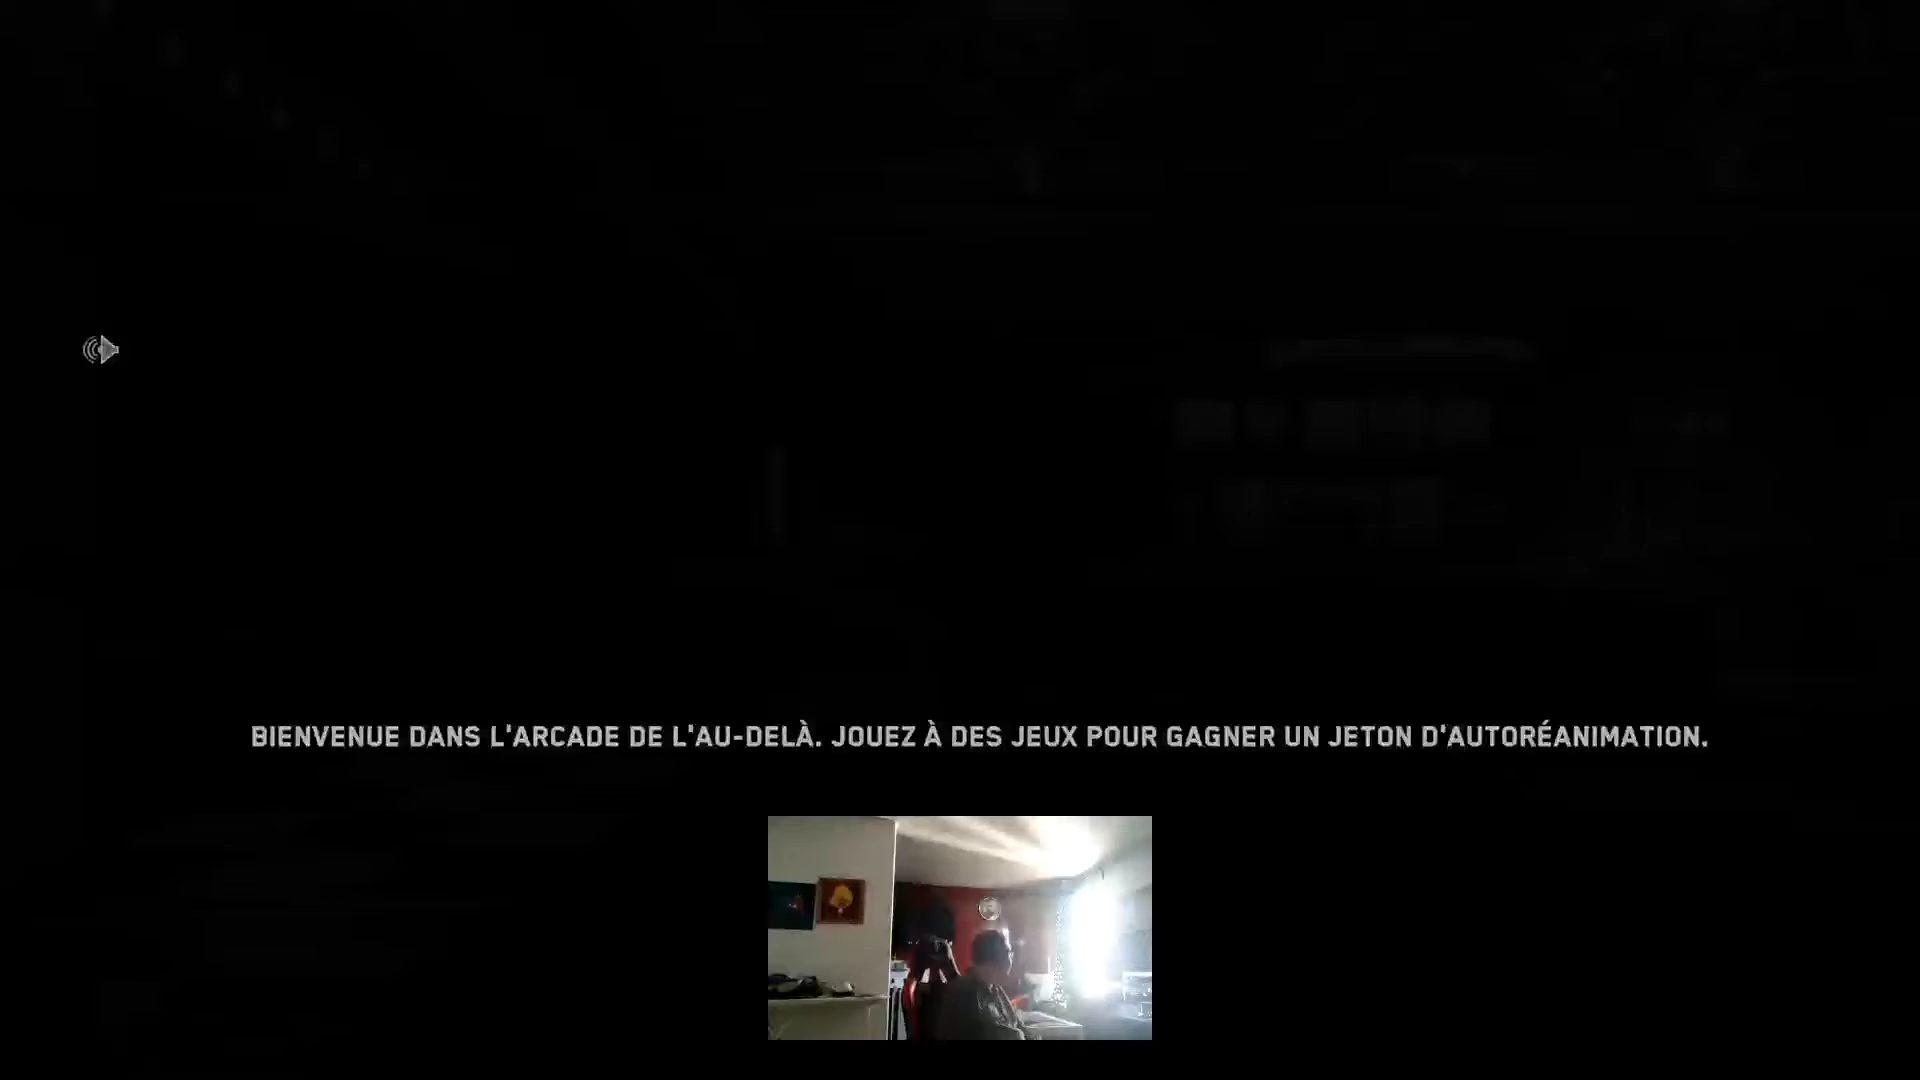 BIENVENUE DANS L'ARCADE DE L'AU-DELÀ. JOUEZ À DES JEUX POUR GAGNER UN JETON D'AUTORÉANIMATION.